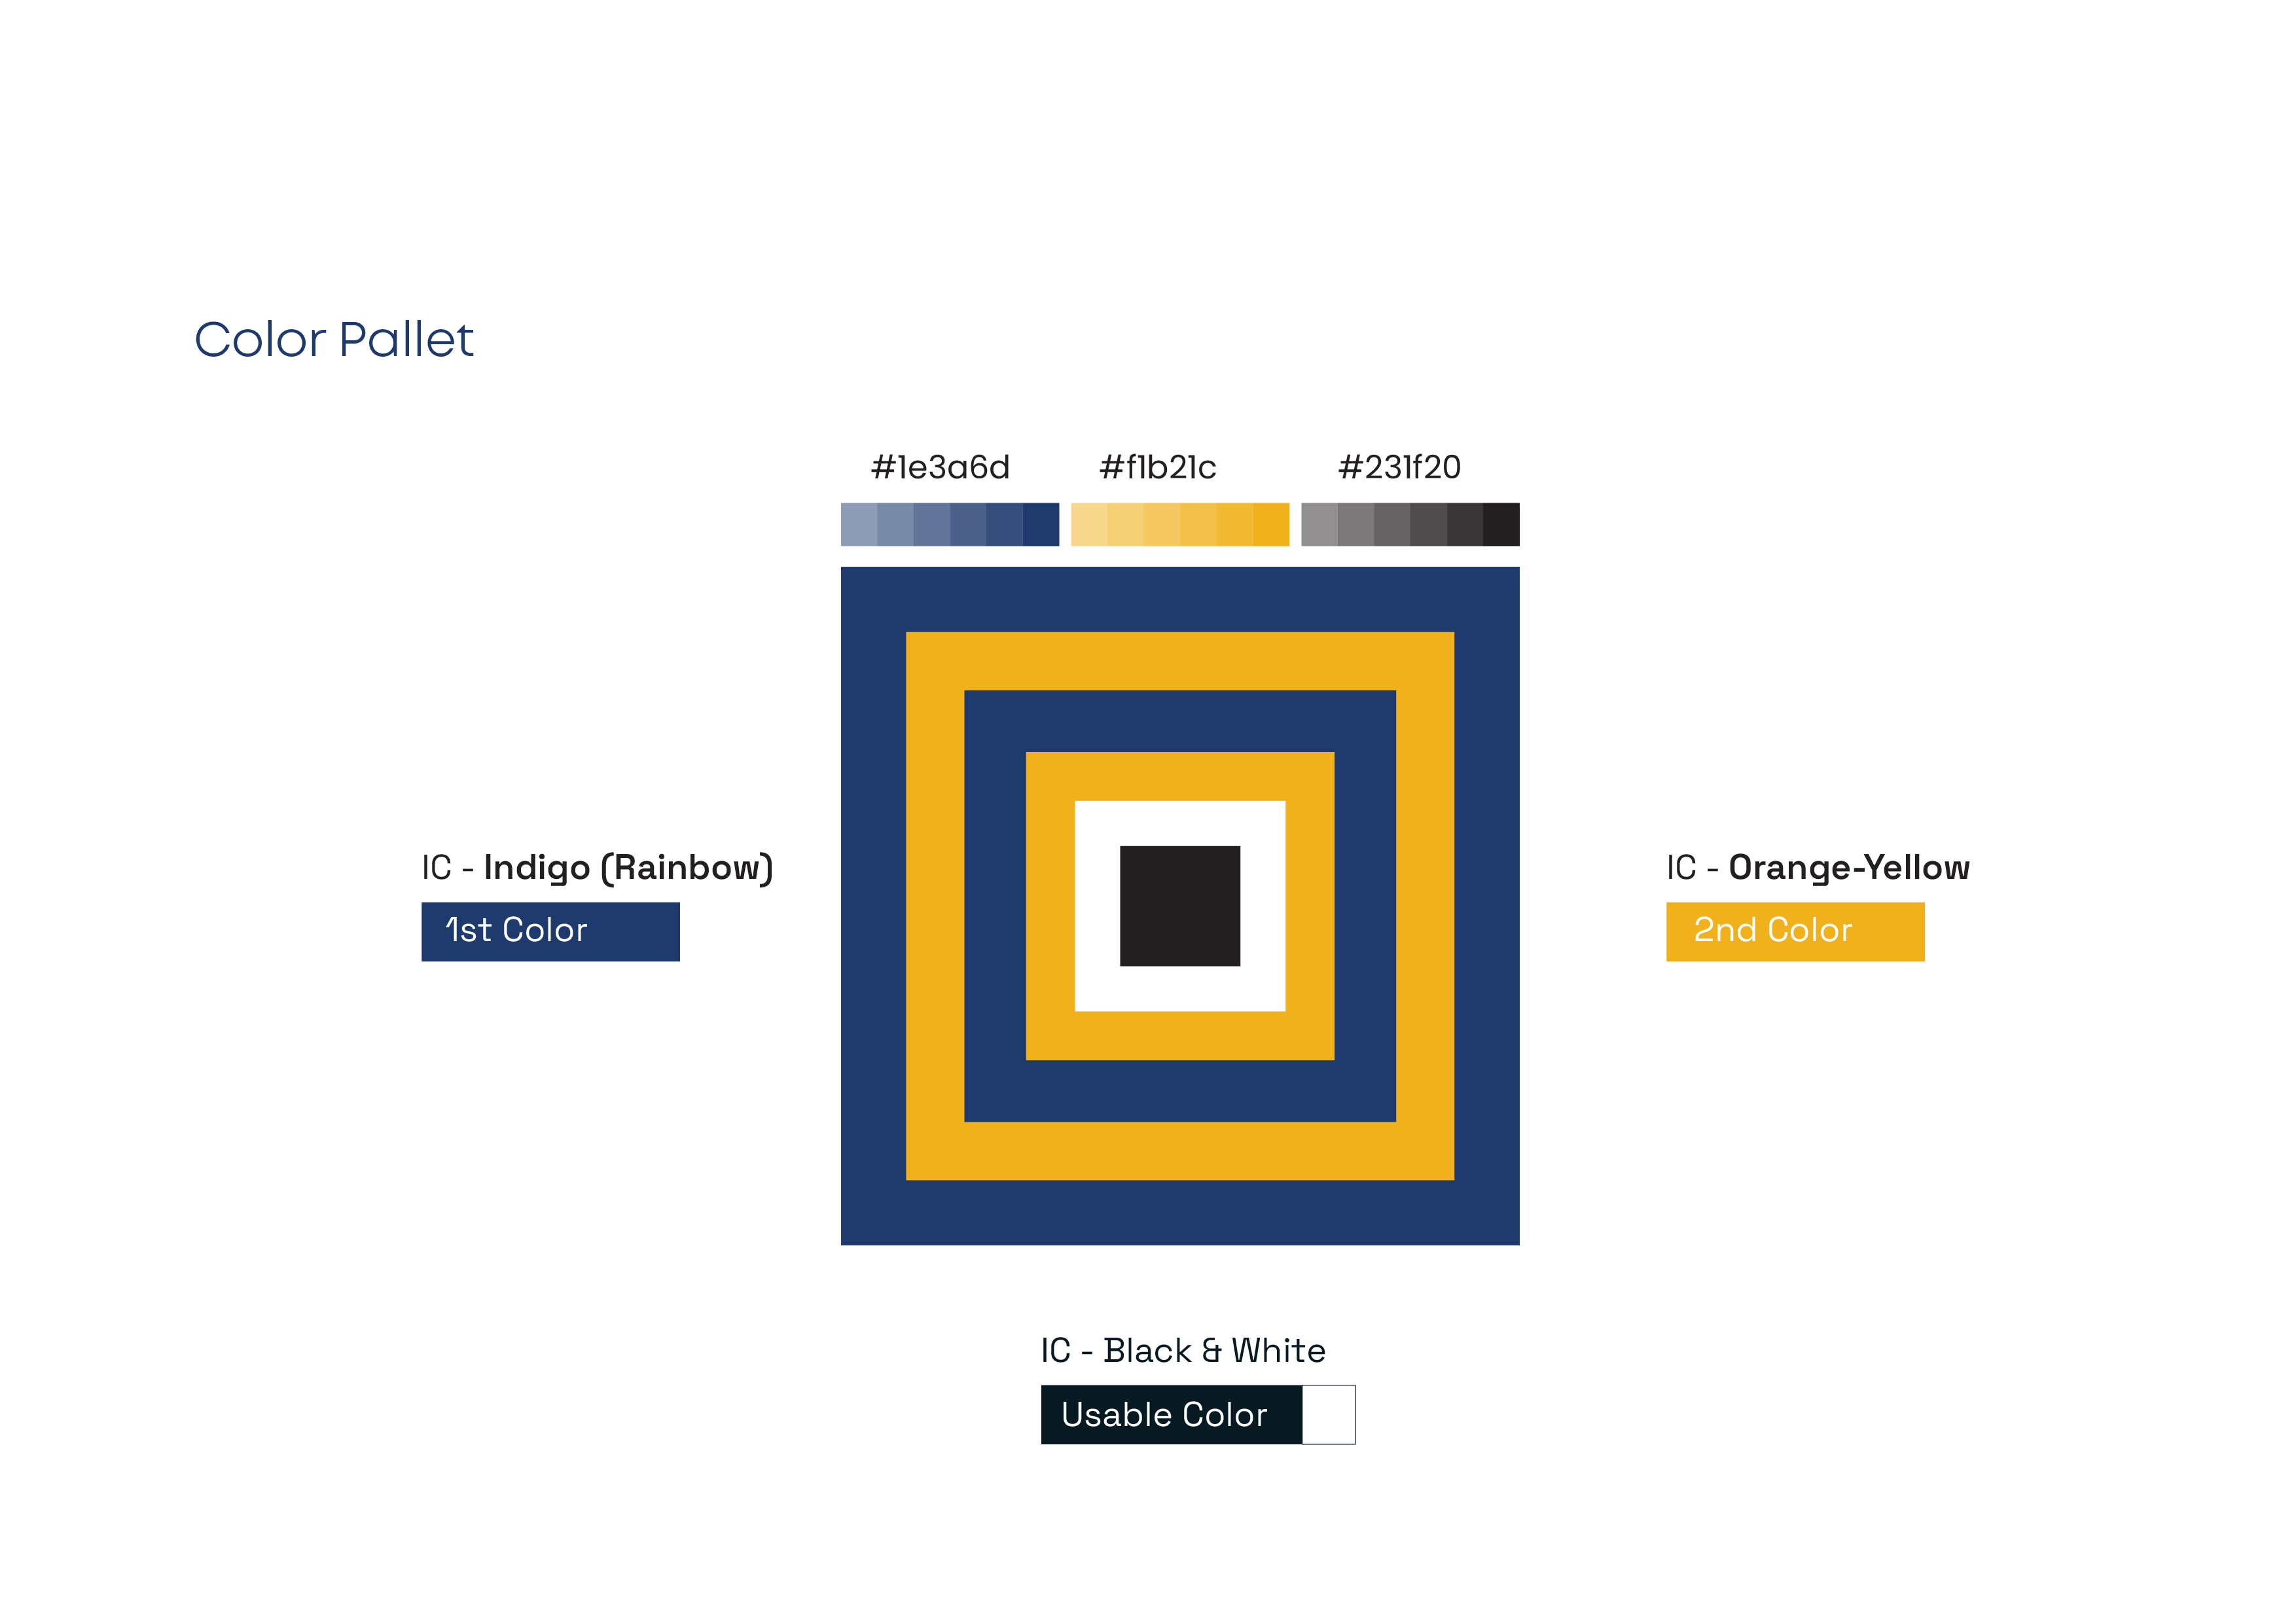 Color Pallet
#1e3a6d #f1b21c #231f20
IC - Indigo (Rainbow)
1st Color
IC - Orange-Yellow
2nd Color
IC - Black & White
Usable Color